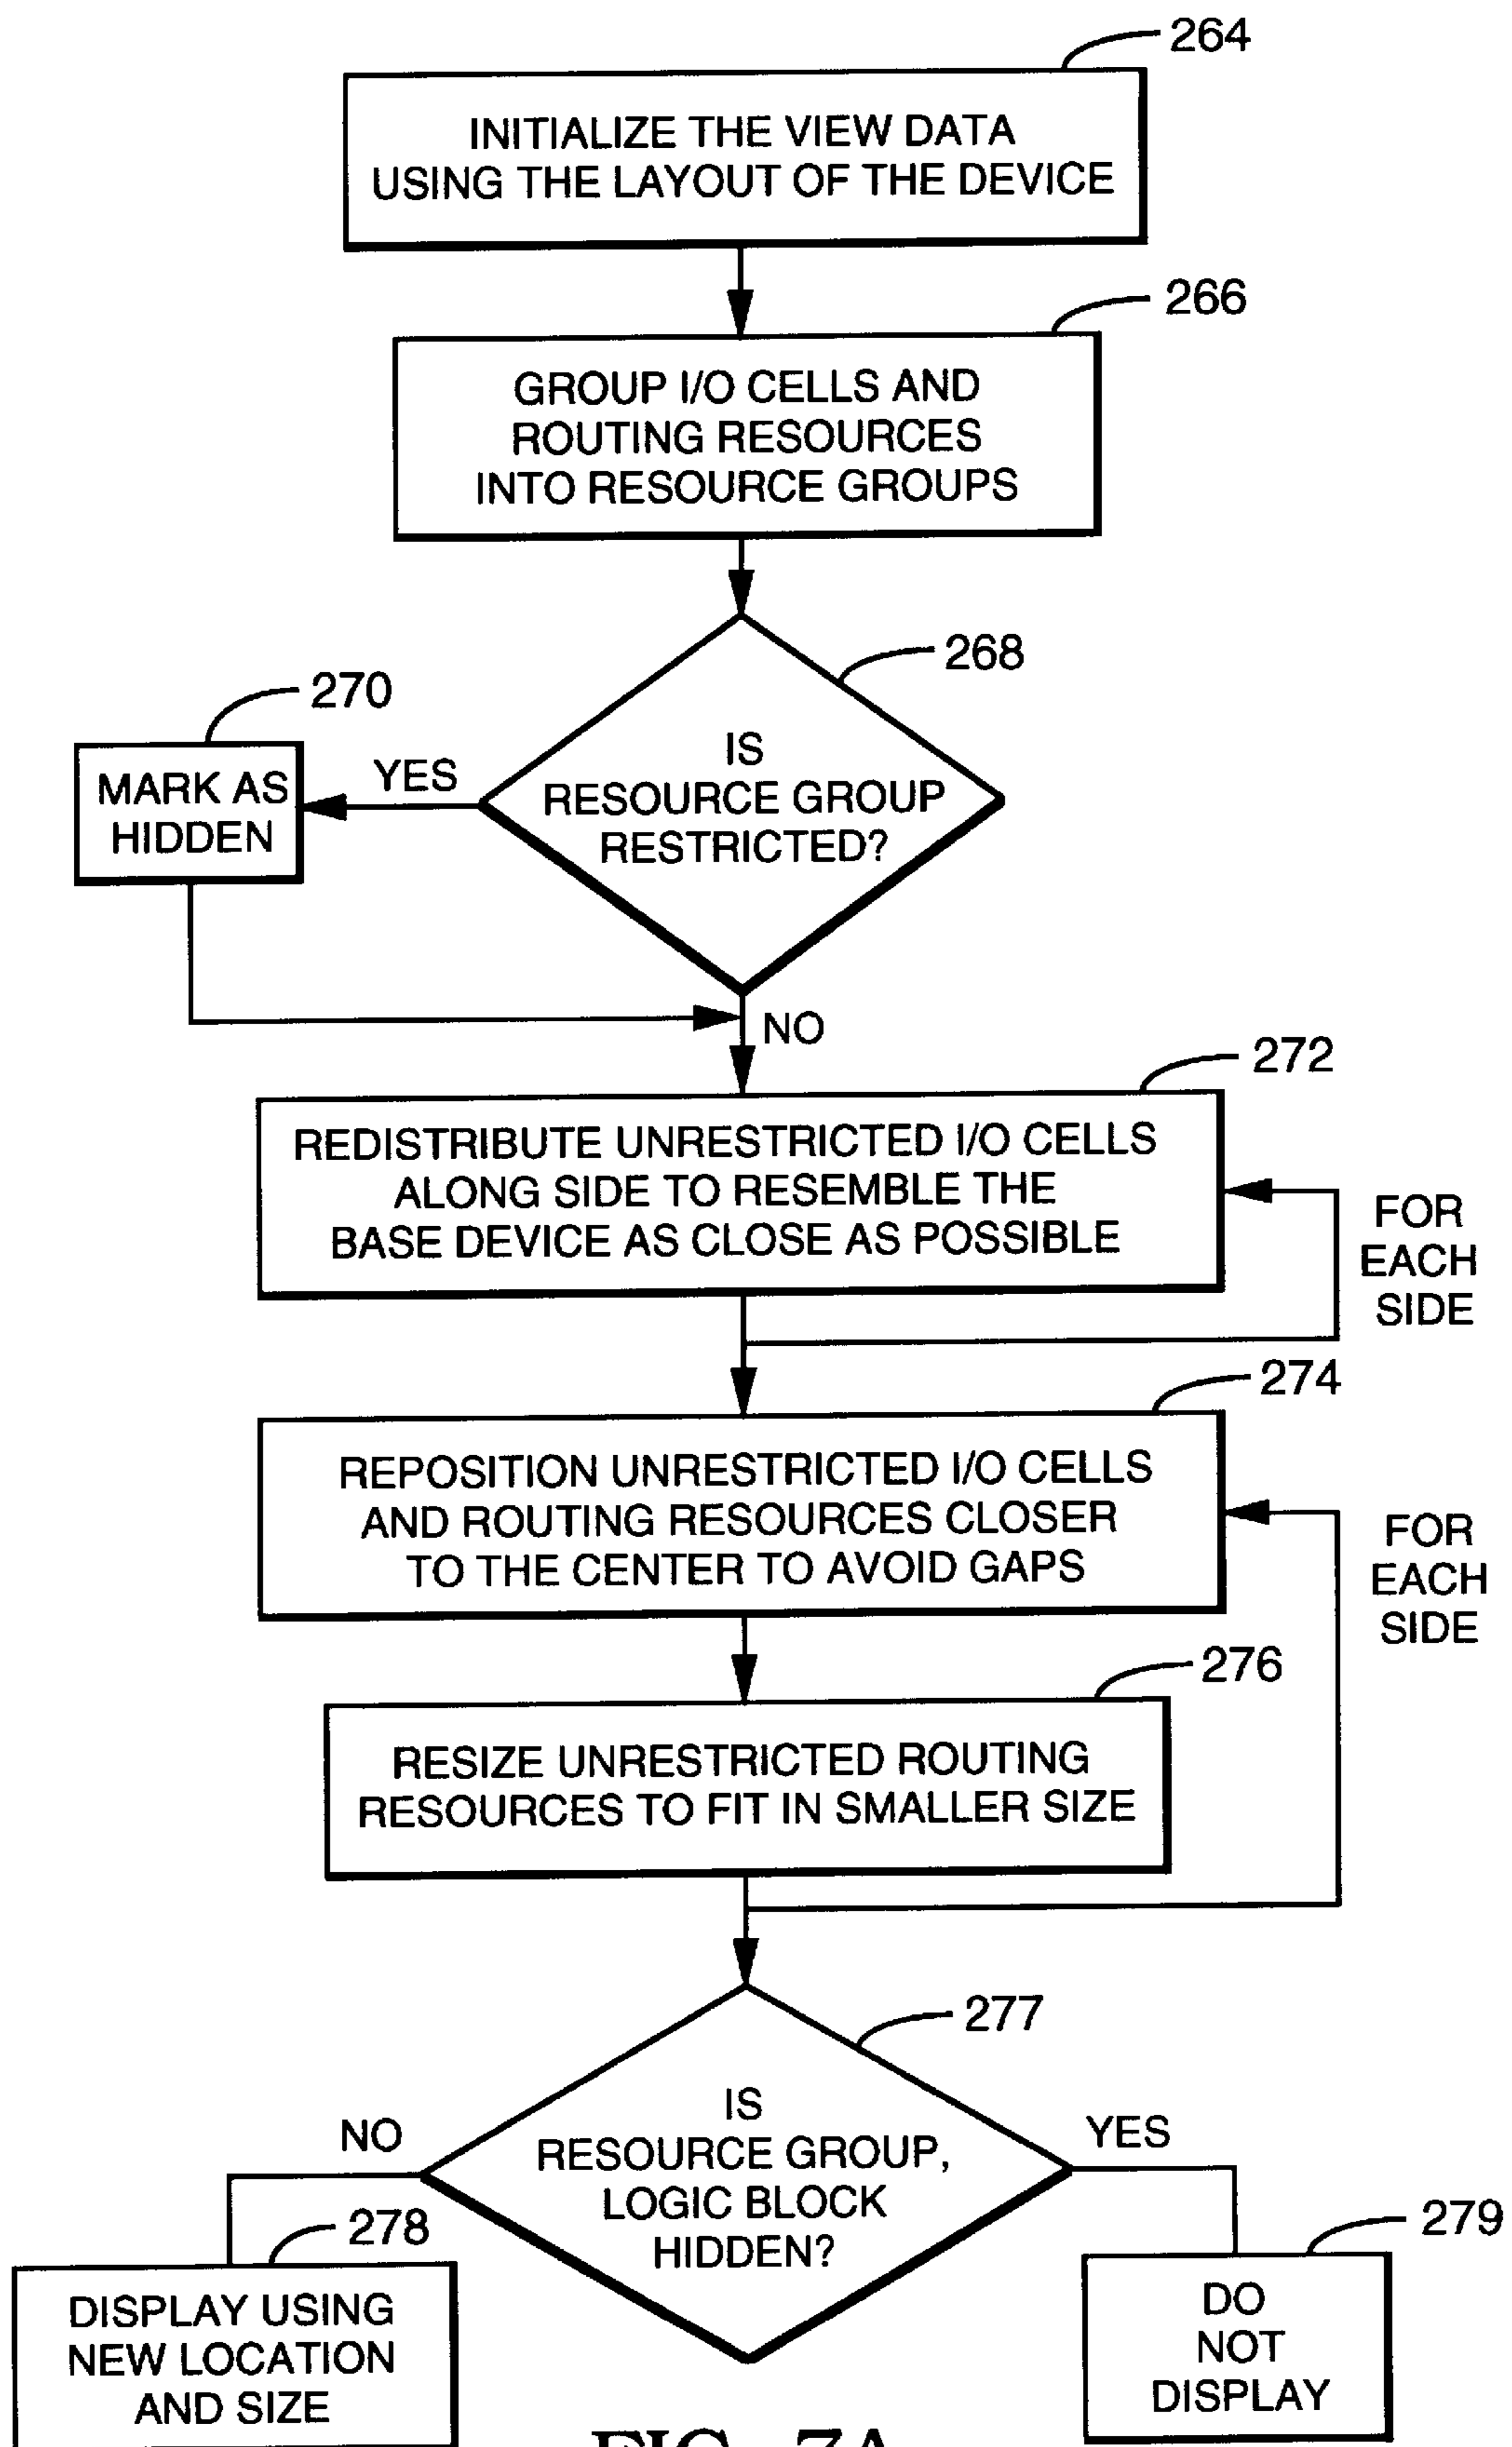 264
INITIALIZE THE VIEW DATA
USING THE LAYOUT OF THE DEVICE
266
GROUP I/O CELLS AND
ROUTING RESOURCES
INTO RESOURCE GROUPS
268
270
IS
RESOURCE GROUP
RESTRICTED?
YES
MARK AS
HIDDEN
NO
272
REDISTRIBUTE UNRESTRICTED I/O CELLS
ALONG SIDE TO RESEMBLE THE
BASE DEVICE AS CLOSE AS POSSIBLE
FOR
EACH
SIDE
274
REPOSITION UNRESTRICTED I/O CELLS
AND ROUTING RESOURCES CLOSER
TO THE CENTER TO AVOID GAPS
FOR
EACH
SIDE
276
RESIZE UNRESTRICTED ROUTING
RESOURCES TO FIT IN SMALLER SIZE
277
IS
RESOURCE GROUP,
LOGIC BLOCK
HIDDEN?
NO
YES
278
DISPLAY USING
NEW LOCATION
AND SIZE
279
DO
NOT
DISPLAY
FIG. 7A